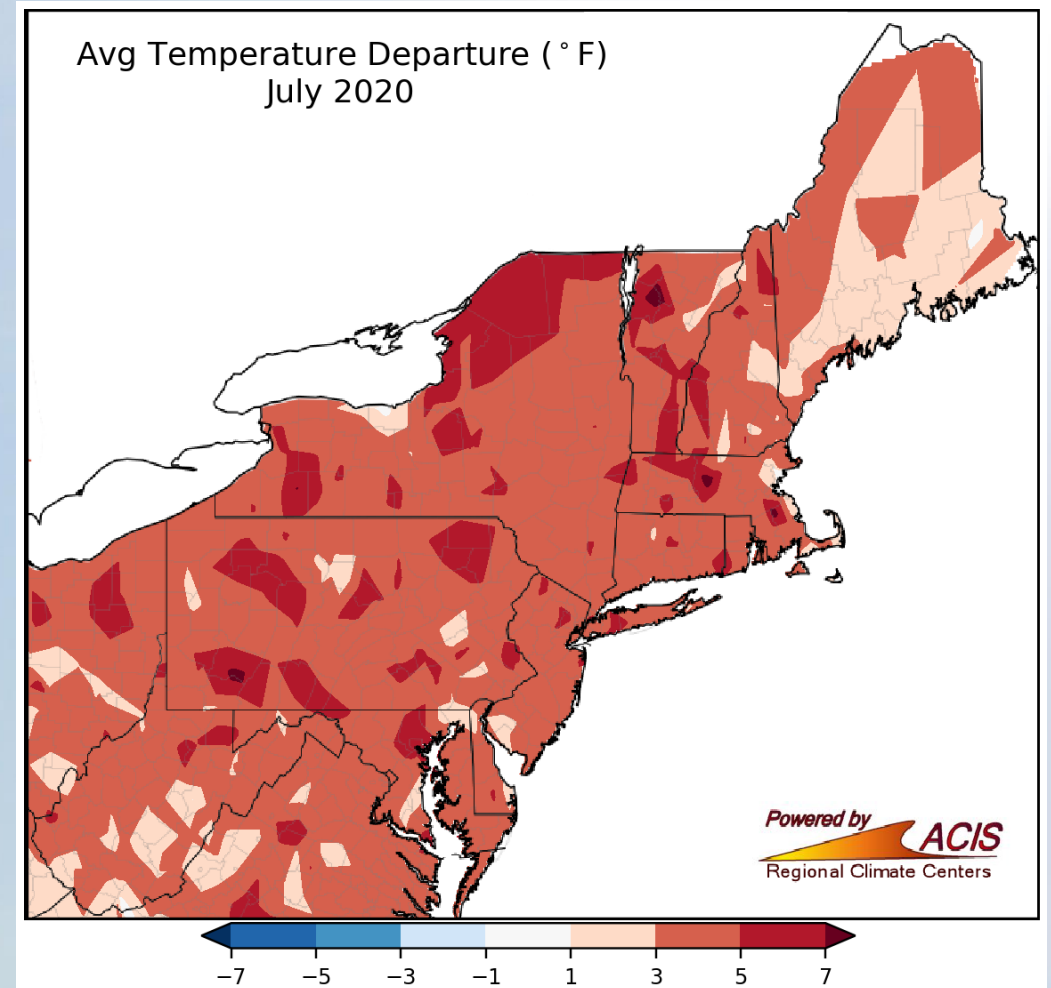 Avg Temperature Departure (°F)
July 2020
Powered by
ACIS
Regional Climate Centers
−7 −5 −3 −1 1 3 5 7